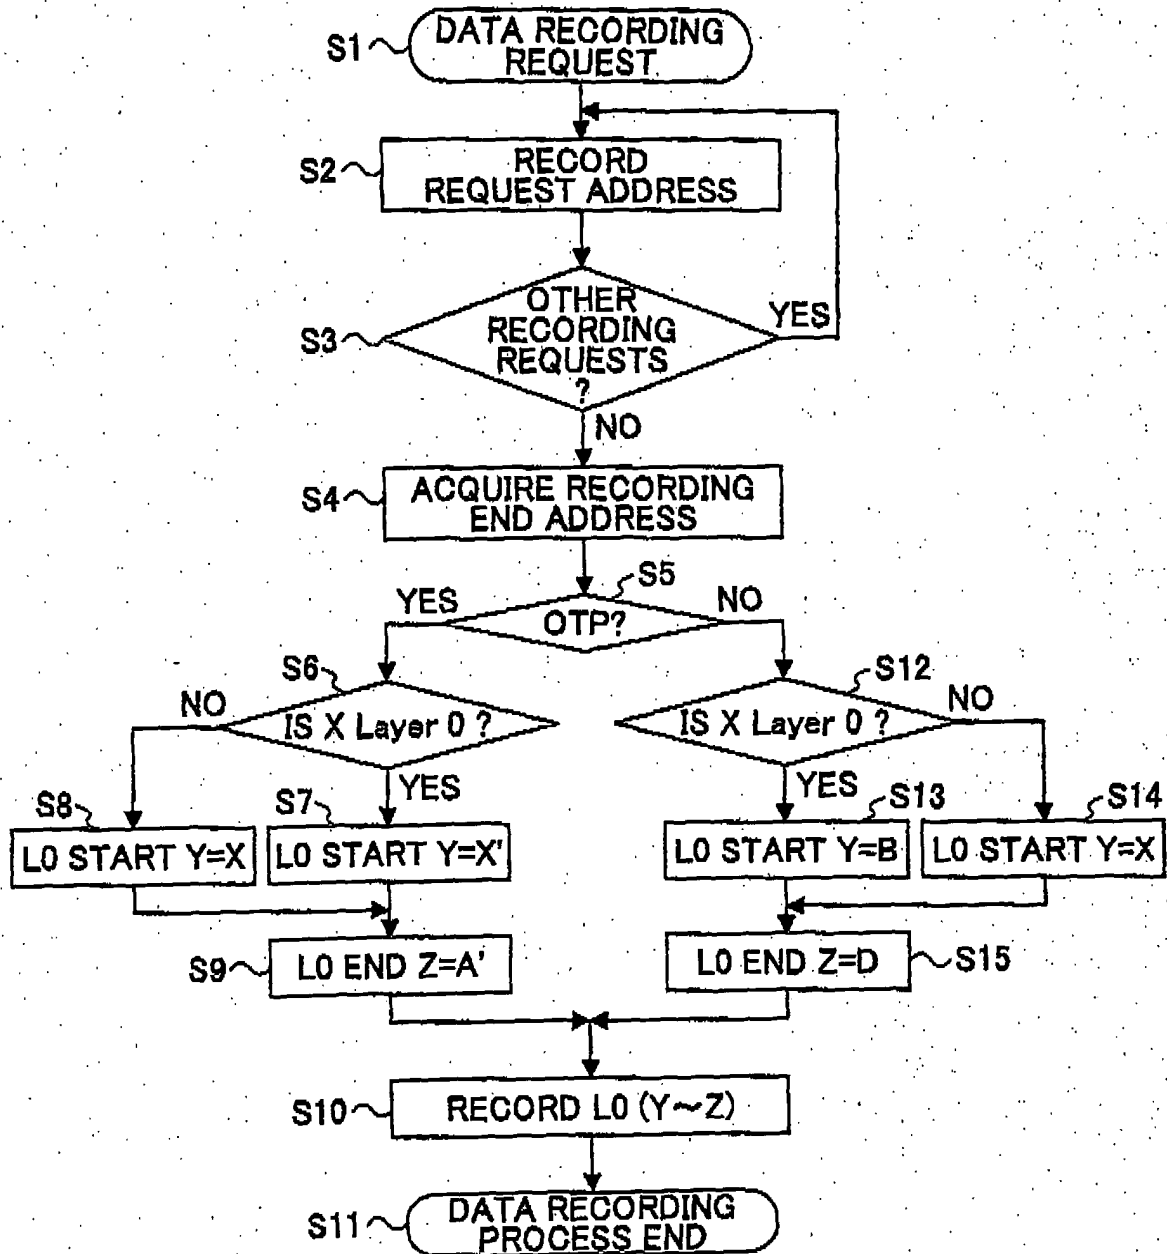 S1
DATA RECORDING
REQUEST
S2
RECORD
REQUEST ADDRESS
S3
OTHER
RECORDING
REQUESTS
?
YES
NO
S4
ACQUIRE RECORDING
END ADDRESS
S5
YES
OTP?
NO
S6
NO
IS X Layer 0 ?
YES
S12
IS X Layer 0 ?
NO
YES
S8
L0 START Y=X
S7
L0 START Y=X'
S13
L0 START Y=B
S14
L0 START Y=X
S9
L0 END Z=A'
L0 END Z=D
S15
S10
RECORD L0 (Y~Z)
S11
DATA RECORDING
PROCESS END